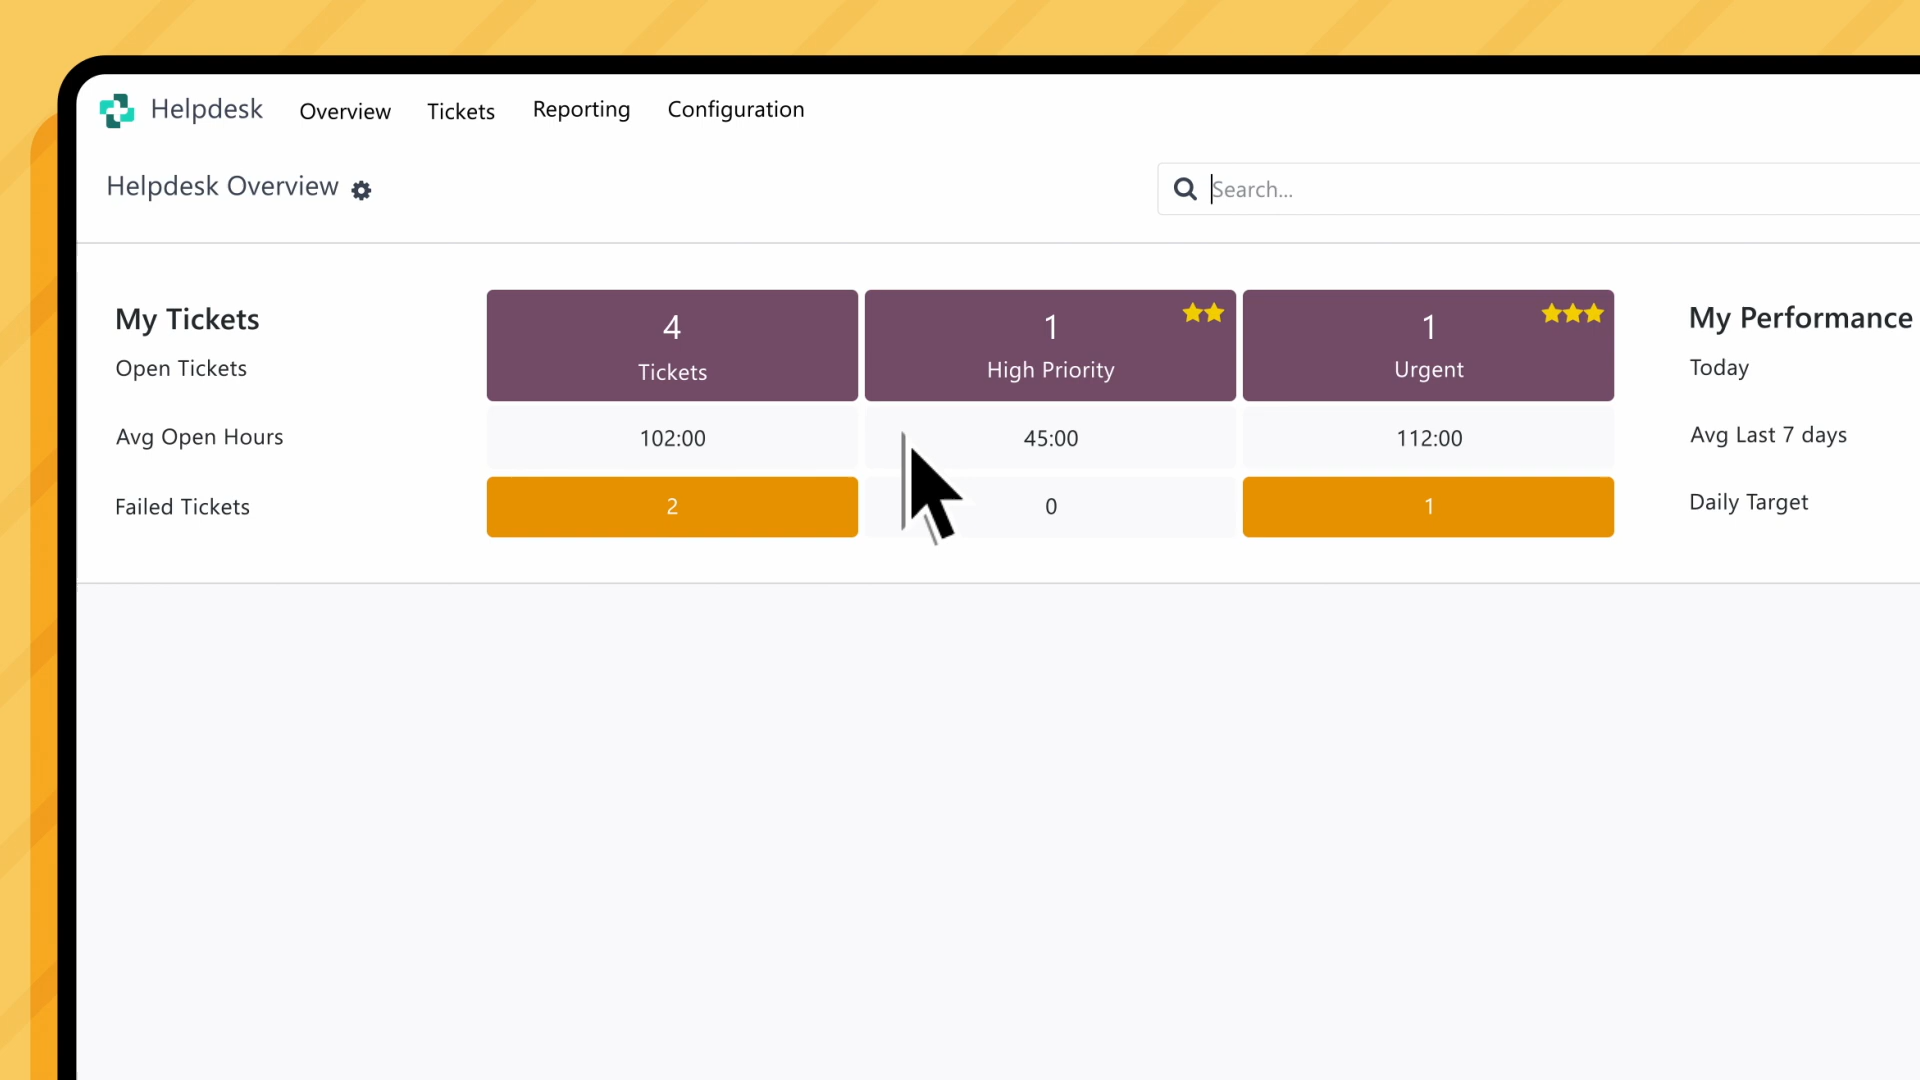 Helpdesk Overview Tickets Reporting Configuration
Helpdesk Overview
Search...
My Tickets
4
1
1
My Performance
Open Tickets
Tickets
High Priority
Urgent
Today
Avg Open Hours
102:00
45:00
112:00
Avg Last 7 days
Failed Tickets
2
0
1
Daily Target